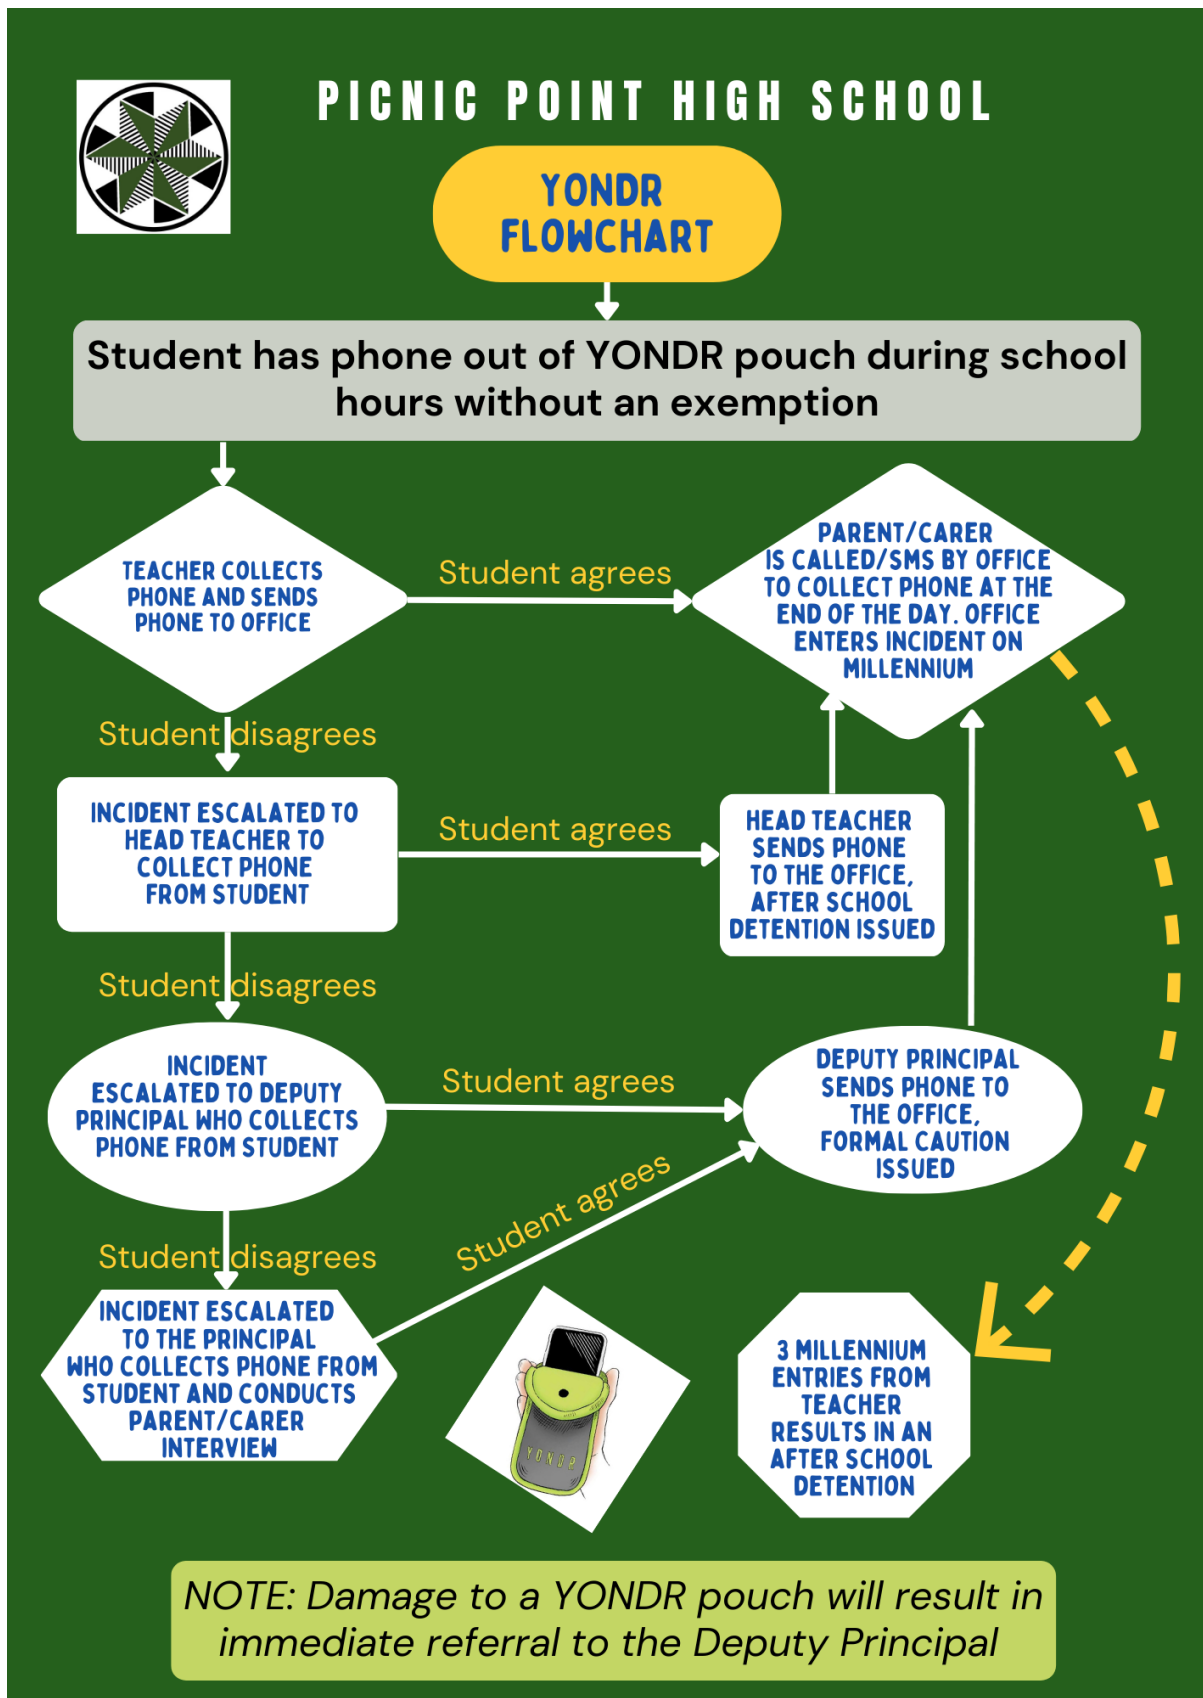 PICNIC POINT HIGH SCHOOL
YONDR
FLOWCHART
Student has phone out of YONDR pouch during school
hours without an exemption
TEACHER COLLECTS
PHONE AND SENDS
PHONE TO OFFICE
Student agrees
PARENT/CARER
IS CALLED/SMS BY OFFICE
TO COLLECT PHONE AT THE
END OF THE DAY. OFFICE
ENTERS INCIDENT ON
MILLENNIUM
Student disagrees
INCIDENT ESCALATED TO
HEAD TEACHER TO
COLLECT PHONE
FROM STUDENT
Student agrees
HEAD TEACHER
SENDS PHONE
TO THE OFFICE,
AFTER SCHOOL
DETENTION ISSUED
Student disagrees
INCIDENT
ESCALATED TO DEPUTY
PRINCIPAL WHO COLLECTS
PHONE FROM STUDENT
Student agrees
DEPUTY PRINCIPAL
SENDS PHONE TO
THE OFFICE,
FORMAL CAUTION
ISSUED
Student disagrees
Student agrees
INCIDENT ESCALATED
TO THE PRINCIPAL
WHO COLLECTS PHONE FROM
STUDENT AND CONDUCTS
PARENT/CARER
INTERVIEW
YONDR
3 MILLENNIUM
ENTRIES FROM
TEACHER
RESULTS IN AN
AFTER SCHOOL
DETENTION
NOTE: Damage to a YONDR pouch will result in
immediate referral to the Deputy Principal